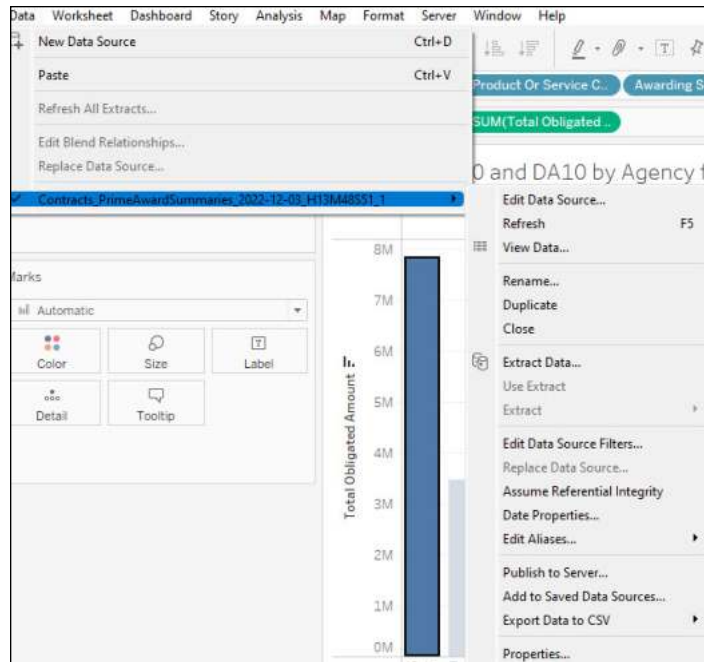 Data Worksheet Dashboard Story Analysis Map Format Server Window Help
New Data Source Ctrl+D
Paste Ctrl+V
Refresh All Extracts...
Edit Blend Relationships...
Replace Data Source...
Contracts_PrimeAwardSummaries_2022-12-03_H13M48S51_1
Product Or Service C.. Awarding S
SUM(Total Obligated ..
0 and DA10 by Agency f
Edit Data Source...
Refresh F5
View Data...
Rename...
Duplicate
Close
Extract Data...
Use Extract
Extract
Edit Data Source Filters...
Replace Data Source...
Assume Referential Integrity
Date Properties...
Edit Aliases...
Publish to Server...
Add to Saved Data Sources...
Export Data to CSV
Properties...
Marks
Automatic
Color Size Label
Detail Tooltip
Total Obligated Amount
8M
7M
6M
5M
4M
3M
2M
1M
0M